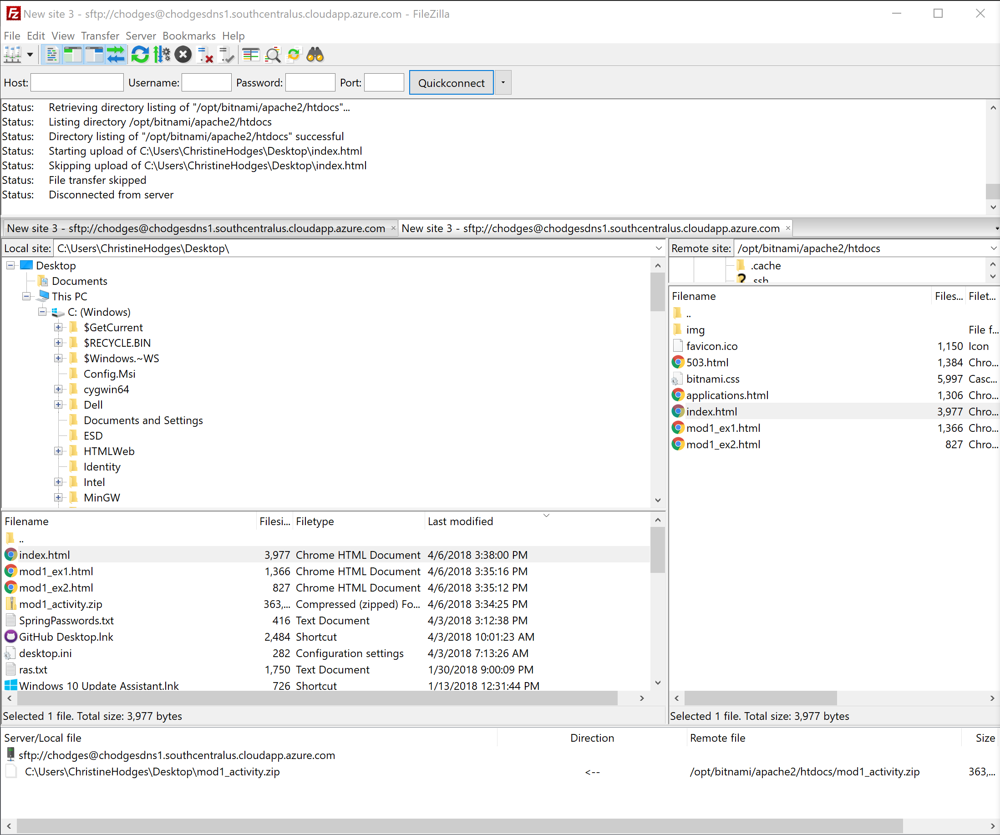 New site 3 - sftp://chodges@chodgesdns1.southcentralus.cloudapp.azure.com - FileZilla
File Edit View Transfer Server Bookmarks Help
Host: Username: Password: Port: Quickconnect
Status: Retrieving directory listing of "/opt/bitnami/apache2/htdocs"...
Status: Listing directory /opt/bitnami/apache2/htdocs
Status: Directory listing of "/opt/bitnami/apache2/htdocs" successful
Status: Starting upload of C:\Users\ChristineHodges\Desktop\index.html
Status: Skipping upload of C:\Users\ChristineHodges\Desktop\index.html
Status: File transfer skipped
Status: Disconnected from server
New site 3 - sftp://chodges@chodgesdns1.southcentralus.cloudapp.azure.com × New site 3 - sftp://chodges@chodgesdns1.southcentralus.cloudapp.azure.com ×
Local site: C:\Users\ChristineHodges\Desktop\
Desktop
Documents
This PC
C: (Windows)
$GetCurrent
$RECYCLE.BIN
$Windows.~WS
Config.Msi
cygwin64
Dell
Documents and Settings
ESD
HTMLWeb
Identity
Intel
MinGW
Filename Filesi... Filetype Last modified
..
index.html 3,977 Chrome HTML Document 4/6/2018 3:38:00 PM
mod1_ex1.html 1,366 Chrome HTML Document 4/6/2018 3:35:16 PM
mod1_ex2.html 827 Chrome HTML Document 4/6/2018 3:35:12 PM
mod1_activity.zip 363,... Compressed (zipped) Fo... 4/6/2018 3:34:25 PM
SpringPasswords.txt 416 Text Document 4/3/2018 3:12:38 PM
GitHub Desktop.lnk 2,484 Shortcut 4/3/2018 10:01:23 AM
desktop.ini 282 Configuration settings 4/3/2018 7:13:26 AM
ras.txt 1,750 Text Document 1/30/2018 9:00:09 PM
Windows 10 Update Assistant.lnk 726 Shortcut 1/13/2018 12:31:44 PM
Selected 1 file. Total size: 3,977 bytes
Remote site: /opt/bitnami/apache2/htdocs
.cache
.ssh
Filename Files... Filet...
..
img File f...
favicon.ico 1,150 Icon
503.html 1,384 Chro...
bitnami.css 5,997 Casc...
applications.html 1,306 Chro...
index.html 3,977 Chro...
mod1_ex1.html 1,366 Chro...
mod1_ex2.html 827 Chro...
Selected 1 file. Total size: 3,977 bytes
Server/Local file Direction Remote file Size
sftp://chodges@chodgesdns1.southcentralus.cloudapp.azure.com
C:\Users\ChristineHodges\Desktop\mod1_activity.zip <-- /opt/bitnami/apache2/htdocs/mod1_activity.zip 363,...